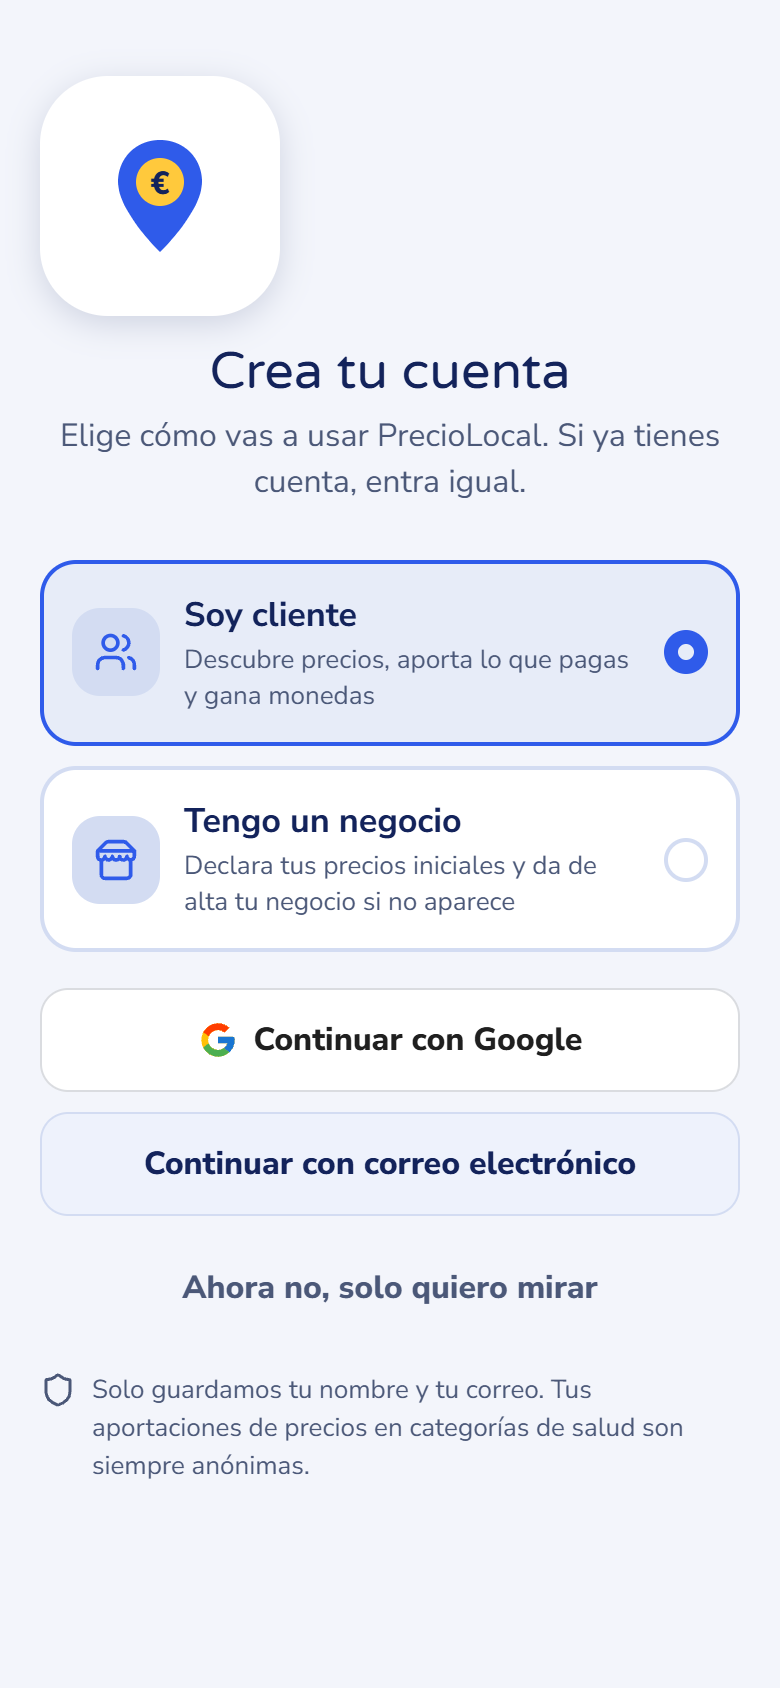 €
Crea tu cuenta
Elige cómo vas a usar PrecioLocal. Si ya tienes
cuenta, entra igual.
Soy cliente
Descubre precios, aporta lo que pagas
y gana monedas
Tengo un negocio
Declara tus precios iniciales y da de
alta tu negocio si no aparece
Continuar con Google
Continuar con correo electrónico
Ahora no, solo quiero mirar
Solo guardamos tu nombre y tu correo. Tus
aportaciones de precios en categorías de salud son
siempre anónimas.